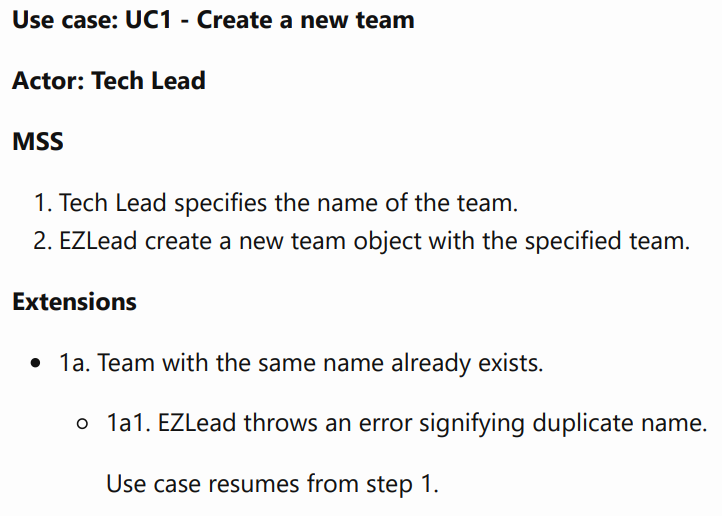 Use case: UC1 - Create a new team
Actor: Tech Lead
MSS
1. Tech Lead specifies the name of the team.
2. EZLead create a new team object with the specified team.
Extensions
• 1a. Team with the same name already exists.
○ 1a1. EZLead throws an error signifying duplicate name.
Use case resumes from step 1.